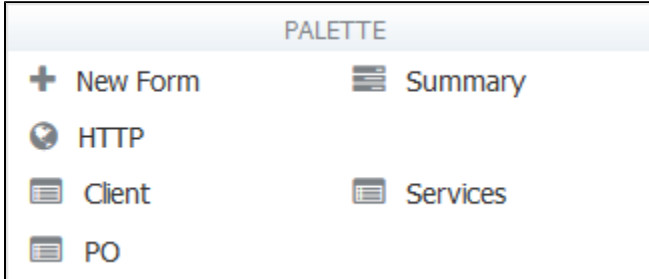 PALETTE
New Form Summary
HTTP
Client Services
PO